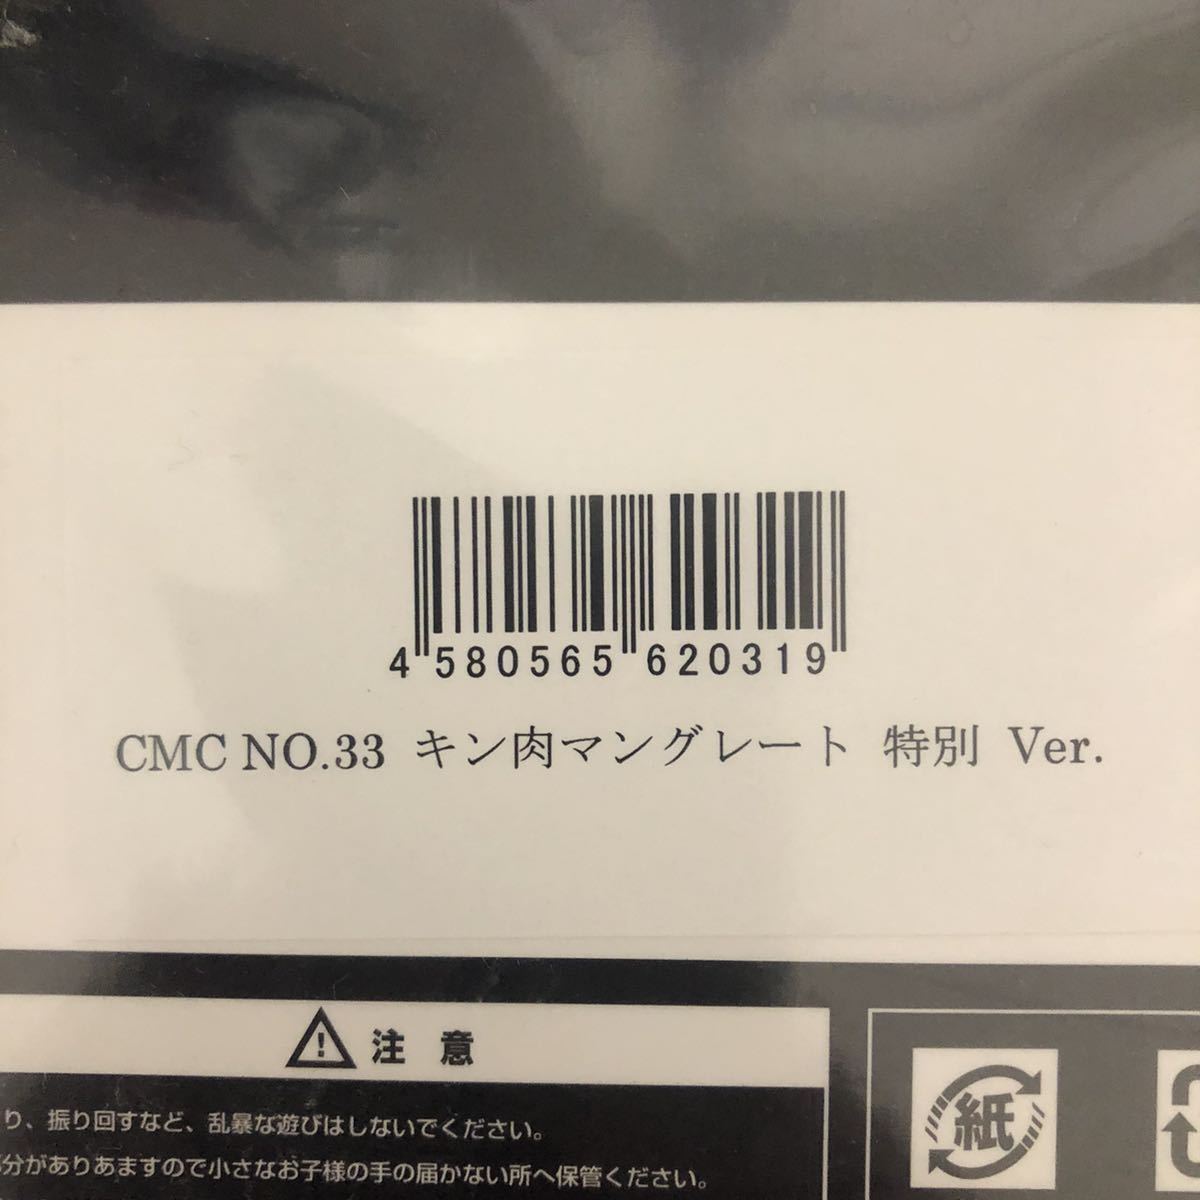 4 580565 620319
CMC NO.33 キン肉マングレート 特別 Ver.
注意
り、振り回すなど、乱暴な遊びはしないでください。
部分がありあますので小さなお子様の手の届かない所へ保管ください。
紙